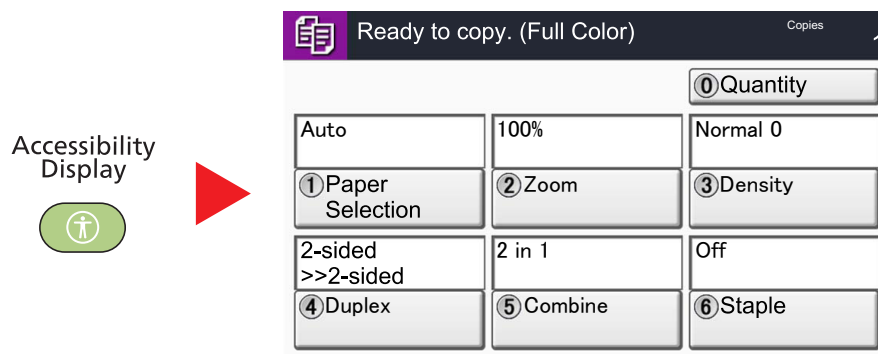 Accessibility
Display
Ready to copy. (Full Color)
Copies
0 Quantity
Auto
100%
Normal 0
1 Paper
Selection
2 Zoom
3 Density
2-sided
>>2-sided
2 in 1
Off
4 Duplex
5 Combine
6 Staple